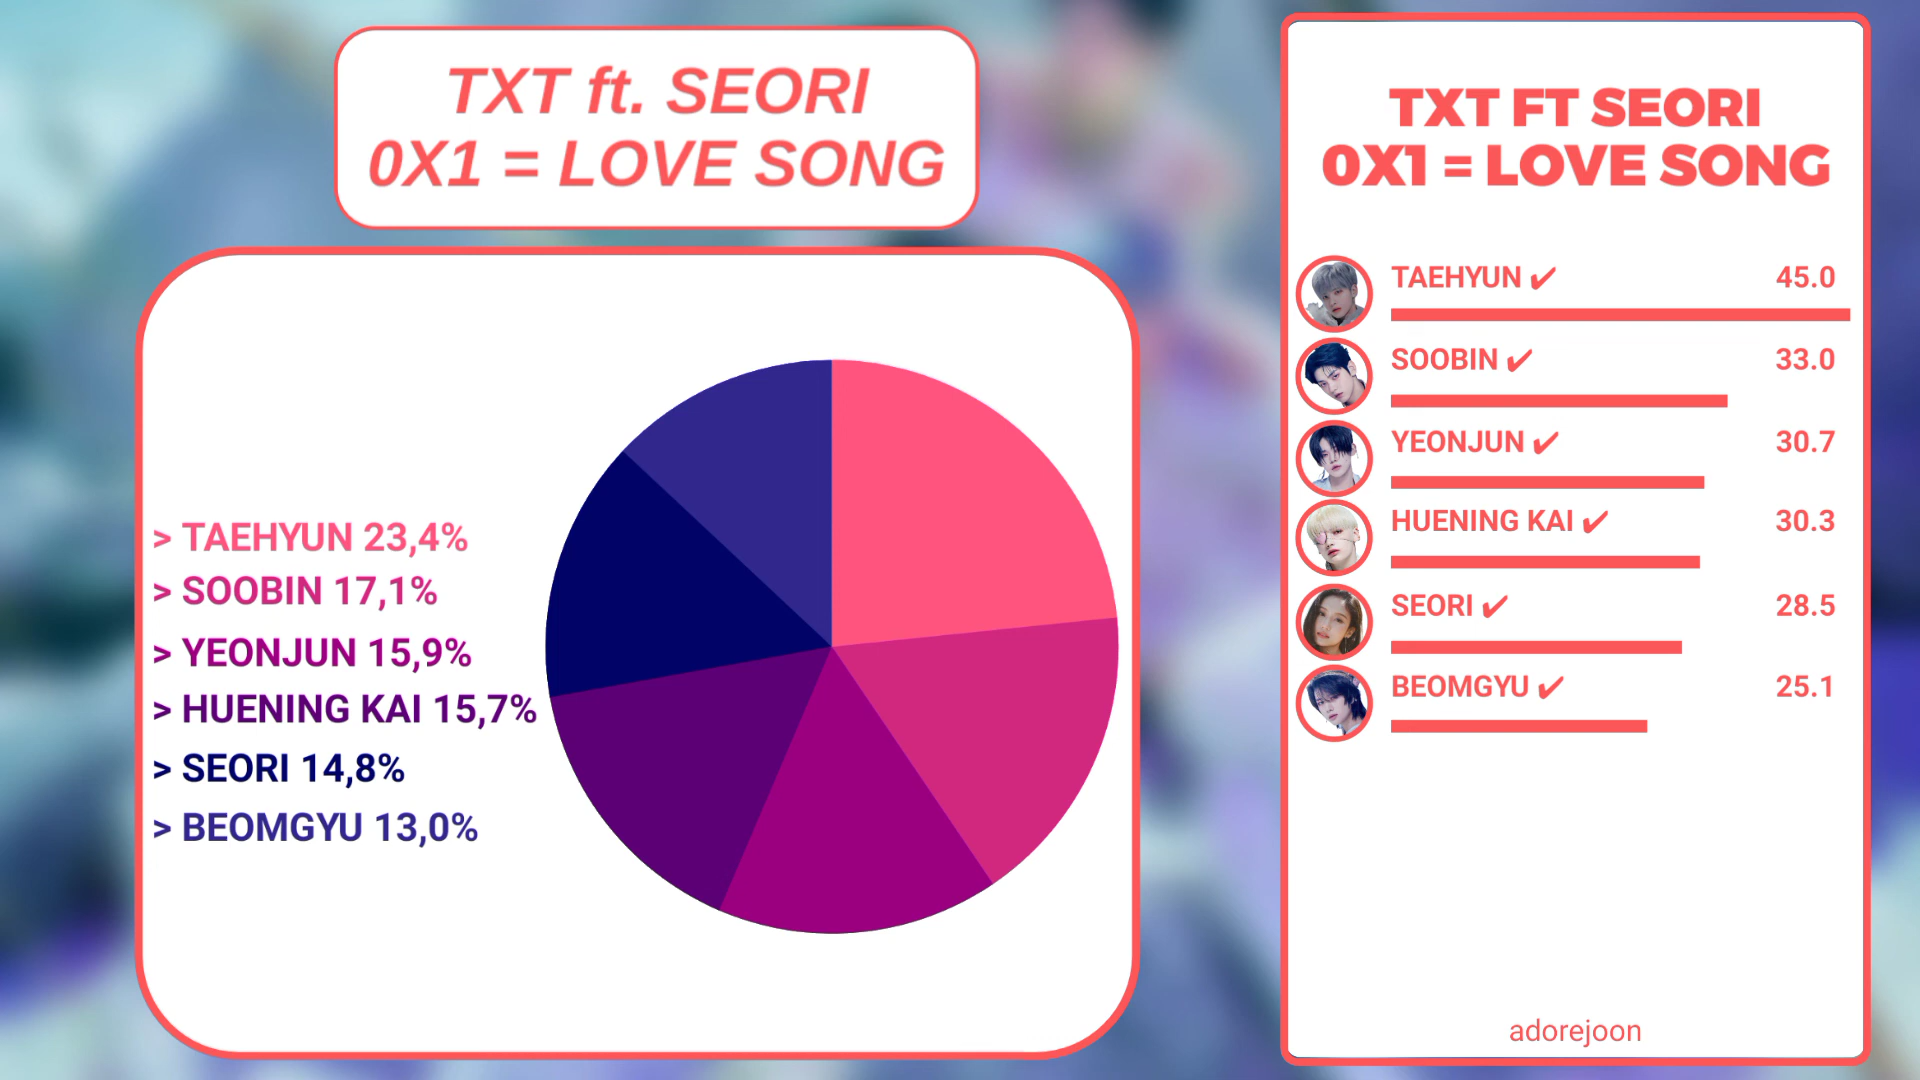 TXT ft. SEORI
0X1 = LOVE SONG
> TAEHYUN 23,4%
> SOOBIN 17,1%
> YEONJUN 15,9%
> HUENING KAI 15,7%
> SEORI 14,8%
> BEOMGYU 13,0%
TXT FT SEORI
0X1 = LOVE SONG
TAEHYUN ✔ 45.0
SOOBIN ✔ 33.0
YEONJUN ✔ 30.7
HUENING KAI ✔ 30.3
SEORI ✔ 28.5
BEOMGYU ✔ 25.1
adorejoon